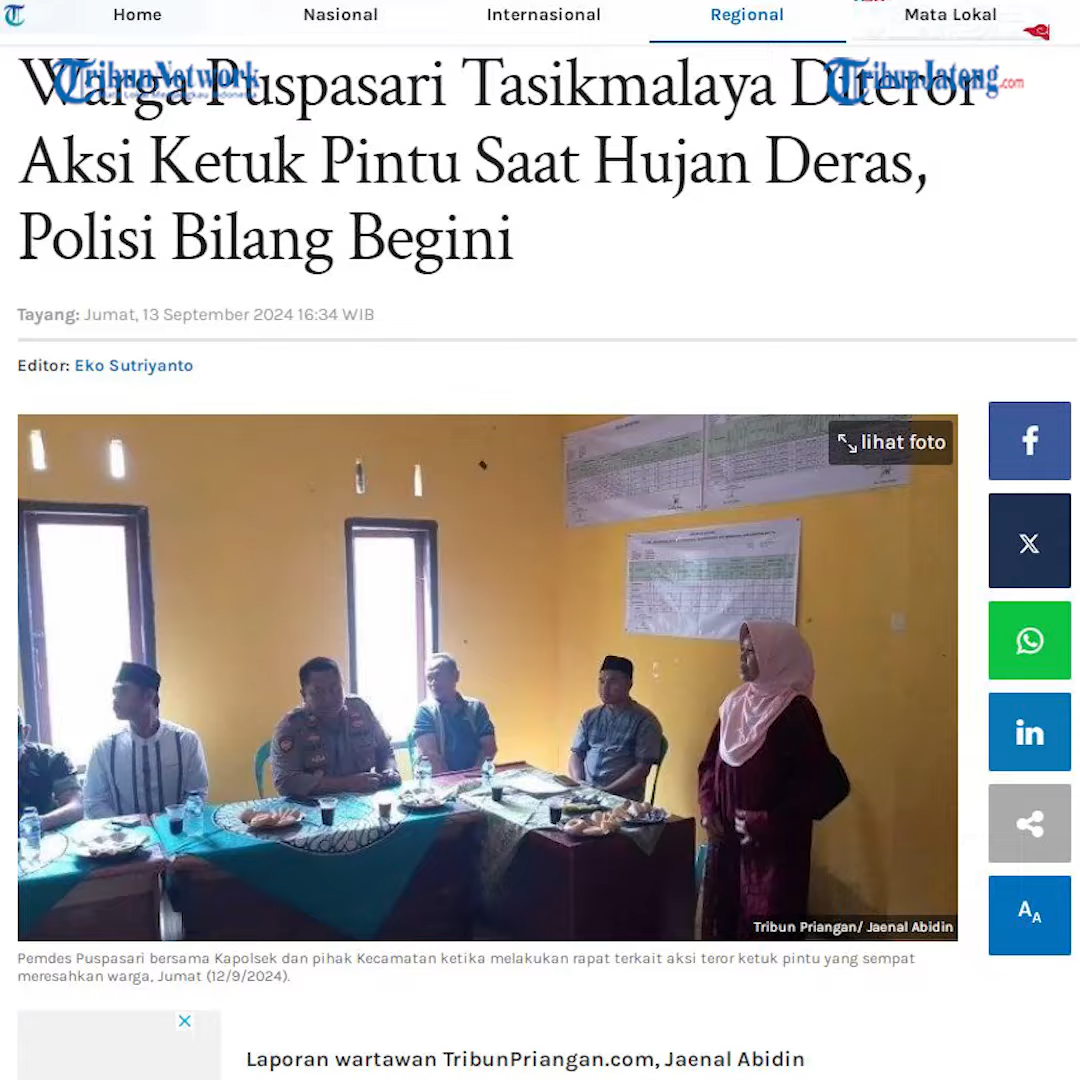 Home Nasional Internasional Regional Mata Lokal
Warga Puspasari Tasikmalaya Diteror
TribunNetwork
TribunJateng.com
Aksi Ketuk Pintu Saat Hujan Deras,
Polisi Bilang Begini
Tayang: Jumat, 13 September 2024 16:34 WIB
Editor: Eko Sutriyanto
lihat foto
Tribun Priangan/ Jaenal Abidin
Pemdes Puspasari bersama Kapolsek dan pihak Kecamatan ketika melakukan rapat terkait aksi teror ketuk pintu yang sempat
meresahkan warga, Jumat (12/9/2024).
Laporan wartawan TribunPriangan.com, Jaenal Abidin